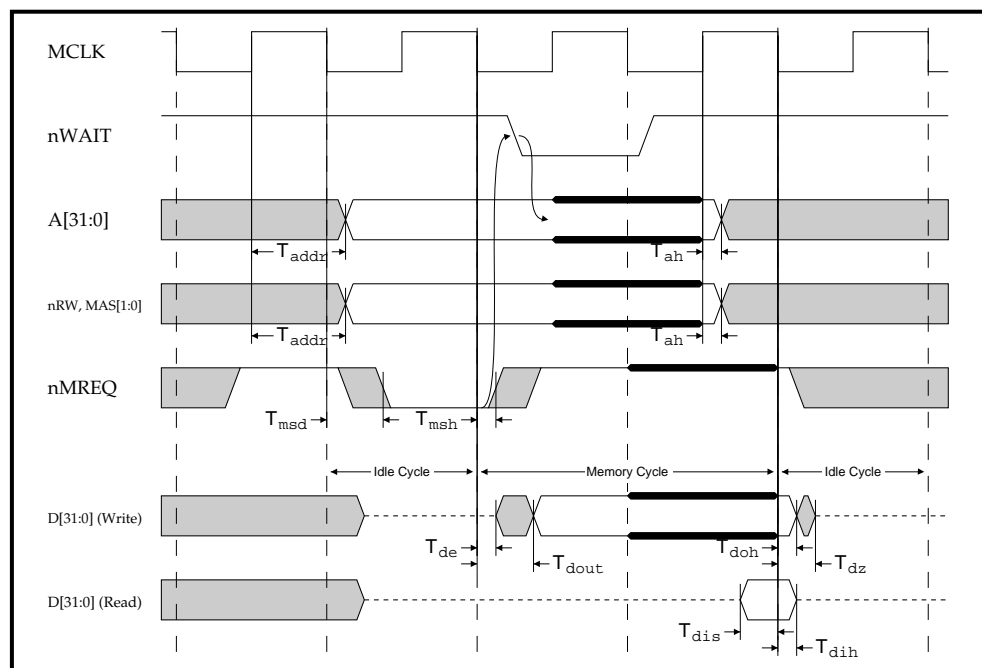 MCLK
nWAIT
A[31:0]
Taddr
Tah
nRW, MAS[1:0]
Taddr
Tah
nMREQ
Tmsd
Tmsh
Idle Cycle
Memory Cycle
Idle Cycle
D[31:0] (Write)
Tde
Tdout
Tdoh
Tdz
D[31:0] (Read)
Tdis
Tdih